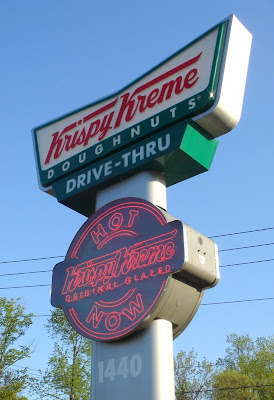 Krispy Kreme
DOUGHNUTS®
DRIVE-THRU
HOT
Krispy Kreme
ORIGINAL GLAZED
NOW
1440